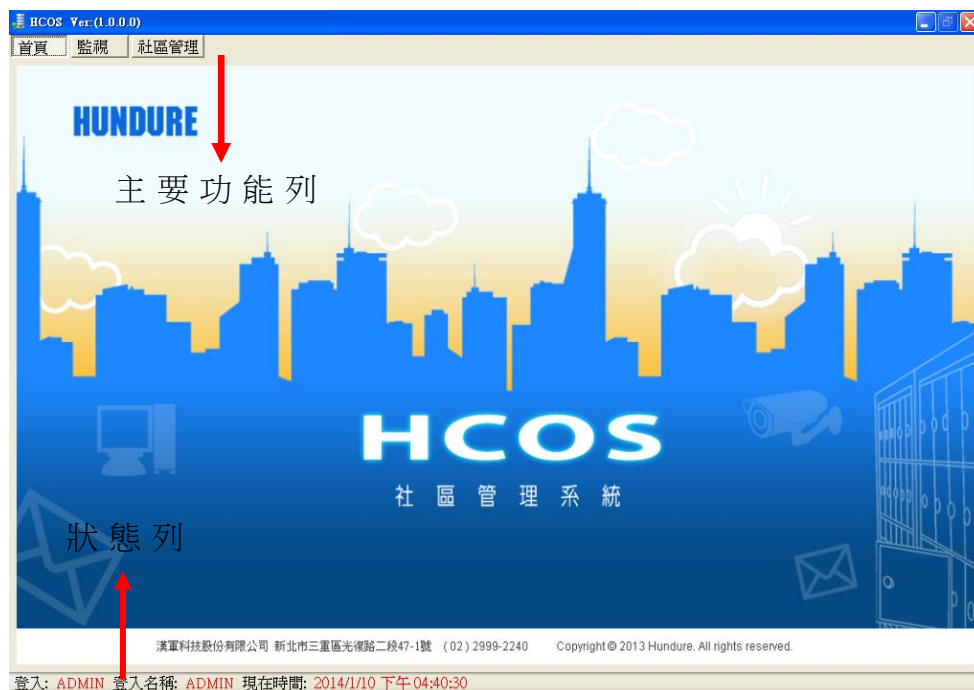 HCOS Ver:(1.0.0.0)
首頁 監視 社區管理
HUNDURE
主要功能列
HCOS
社區管理系統
狀態列
漢軍科技股份有限公司 新北市三重區光復路二段47-1號 (02) 2999-2240 Copyright © 2013 Hundure. All rights reserved.
登入: ADMIN 登入名稱: ADMIN 現在時間: 2014/1/10 下午 04:40:30